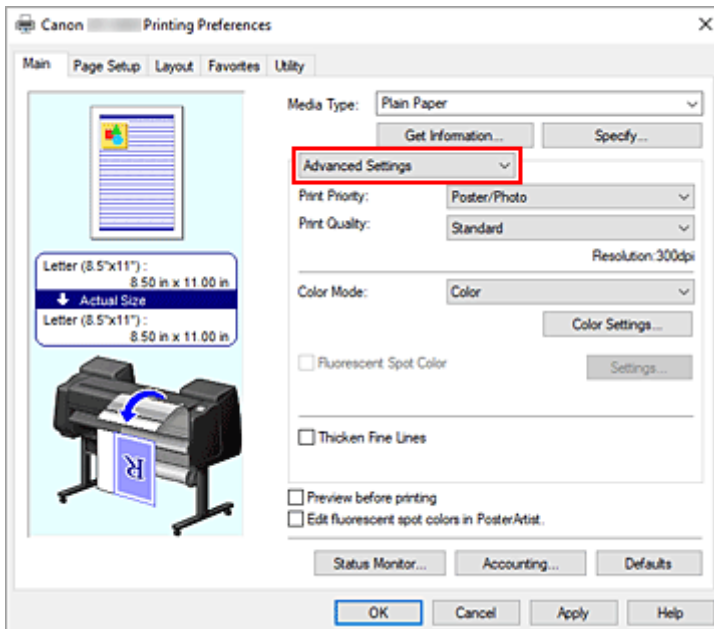 Canon Printing Preferences
Main Page Setup Layout Favorites Utility
Media Type: Plain Paper
Get Information... Specify...
Advanced Settings
Print Priority: Poster/Photo
Print Quality: Standard
Resolution:300dpi
Letter (8.5"x11") :
8.50 in x 11.00 in
Actual Size
Letter (8.5"x11") :
8.50 in x 11.00 in
Color Mode: Color
Color Settings...
Fluorescent Spot Color Settings...
Thicken Fine Lines
R
Preview before printing
Edit fluorescent spot colors in PosterArtist.
Status Monitor... Accounting... Defaults
OK Cancel Apply Help